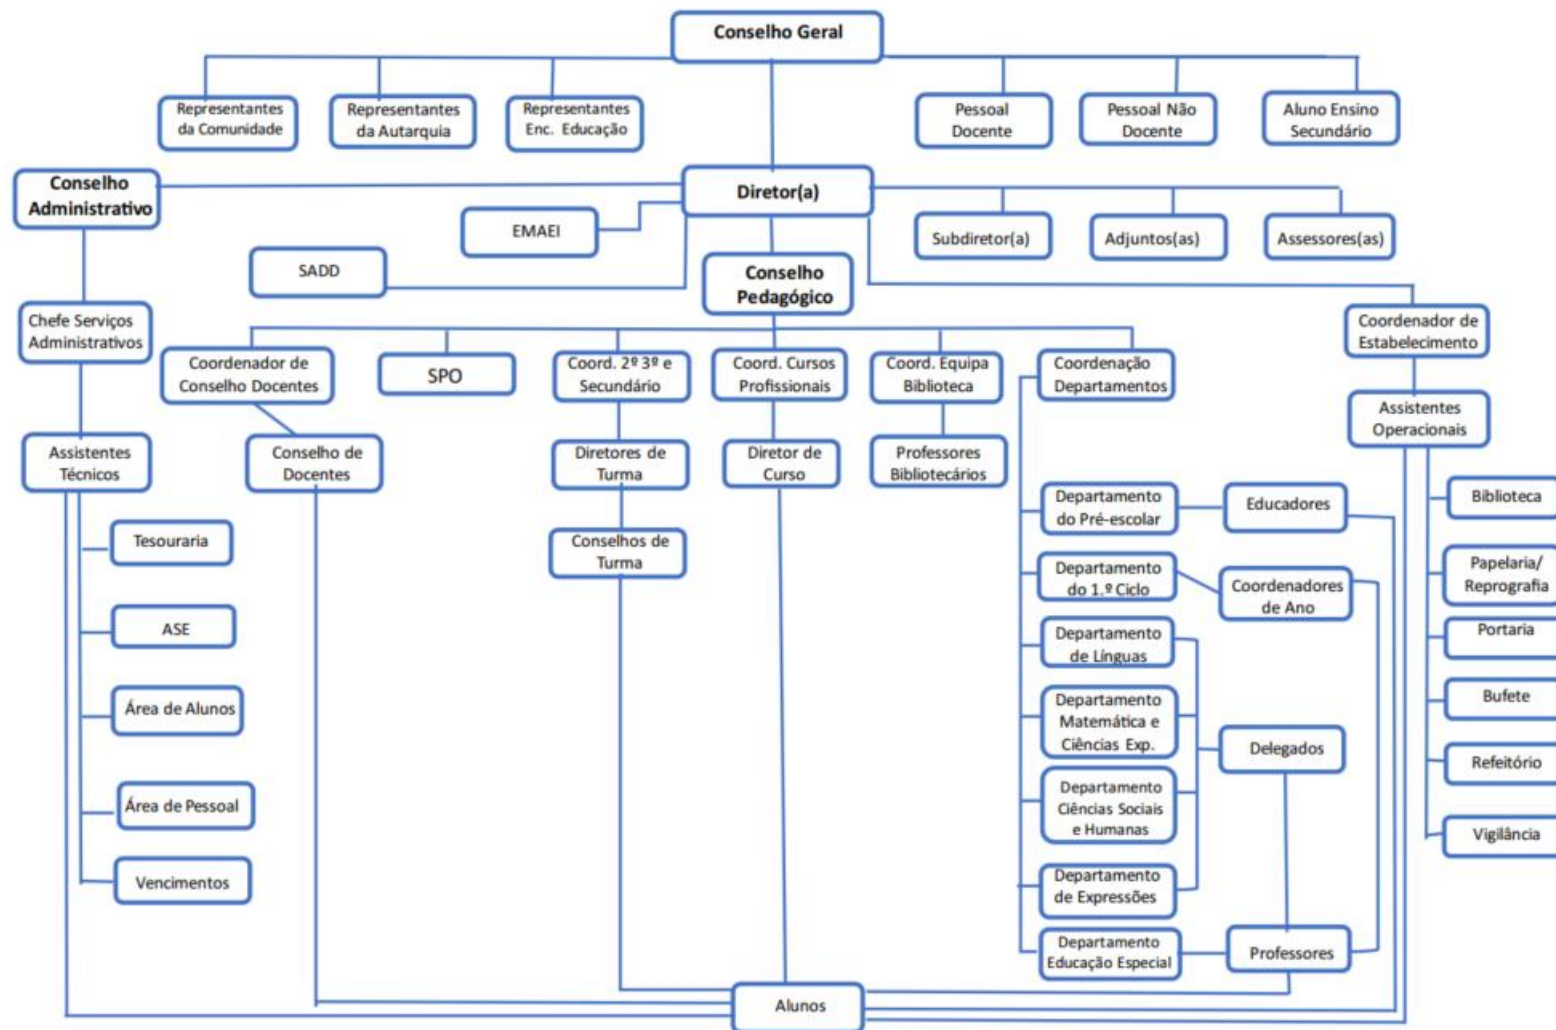 Conselho Geral
Representantes
da Comunidade
Representantes
da Autarquia
Representantes
Enc. Educação
Pessoal
Docente
Pessoal Não
Docente
Aluno Ensino
Secundário
Conselho
Administrativo
Diretor(a)
EMAEI
Subdiretor(a)
Adjuntos(as)
Assessores(as)
SADD
Conselho
Pedagógico
Chefe Serviços
Administrativos
Coordenador de
Estabelecimento
Coordenador de
Conselho Docentes
SPO
Coord. 2º 3º e
Secundário
Coord. Cursos
Profissionais
Coord. Equipa
Biblioteca
Coordenação
Departamentos
Assistentes
Operacionais
Assistentes
Técnicos
Conselho de
Docentes
Diretores de
Turma
Diretor de
Curso
Professores
Bibliotecários
Departamento
do Pré-escolar
Educadores
Biblioteca
Tesouraria
Conselhos de
Turma
Departamento
do 1.º Ciclo
Coordenadores
de Ano
Papelaria/
Reprografia
ASE
Departamento
de Línguas
Portaria
Área de Alunos
Departamento
Matemática e
Ciências Exp.
Delegados
Bufete
Refeitório
Área de Pessoal
Departamento
Ciências Sociais
e Humanas
Vigilância
Vencimentos
Departamento
de Expressões
Departamento
Educação Especial
Professores
Alunos